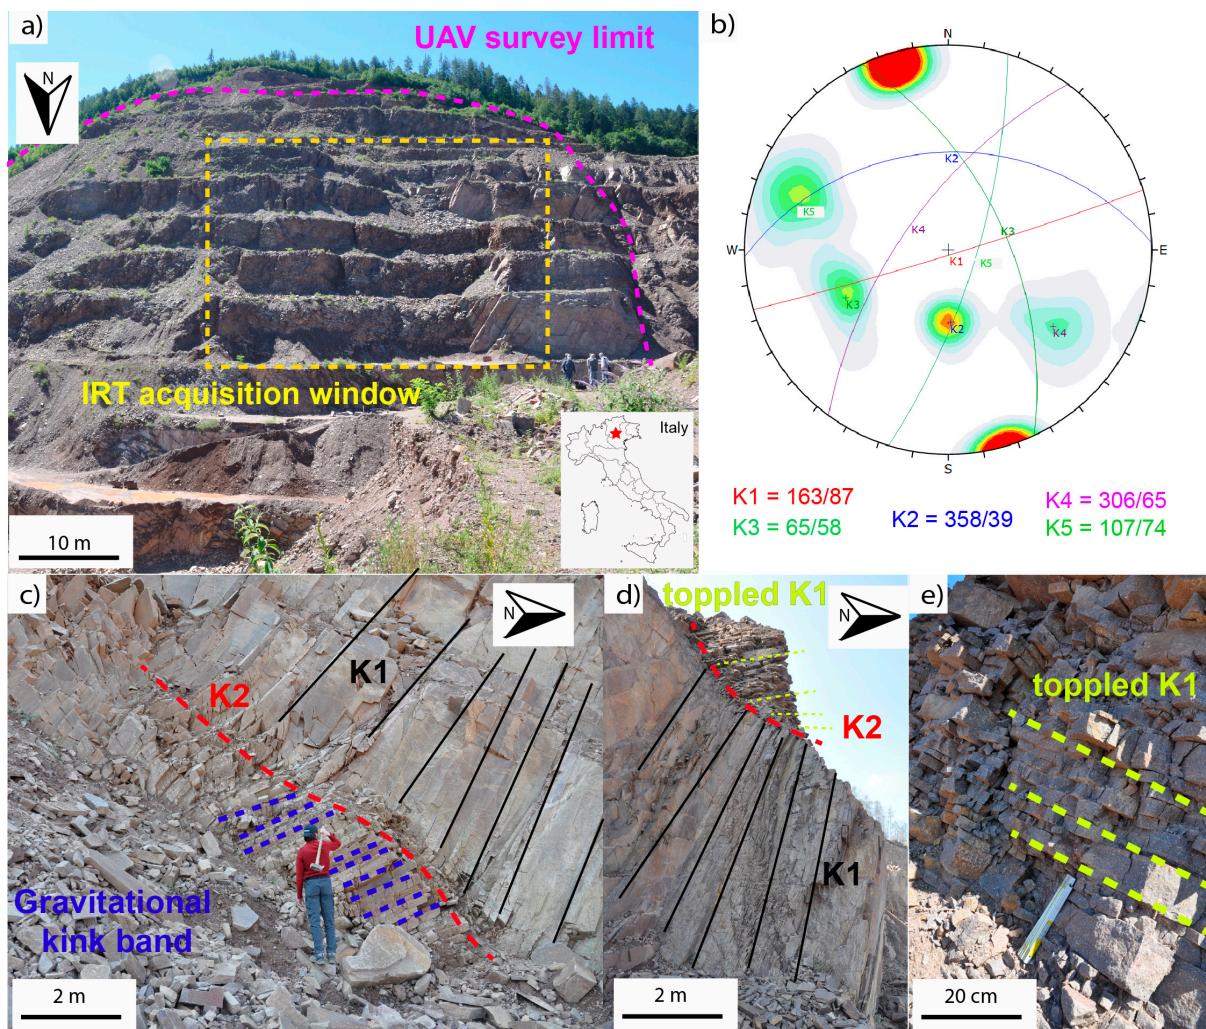 a)
UAV survey limit
N
IRT acquisition window
Italy
10 m
b)
N
K2
K5
K4
K3
W
E
K1
K5
K3
K2
K4
S
K1 = 163/87
K4 = 306/65
K2 = 358/39
K3 = 65/58
K5 = 107/74
c)
N
K1
K2
Gravitational
kink band
2 m
d)
toppled K1
N
K2
K1
2 m
e)
toppled K1
20 cm